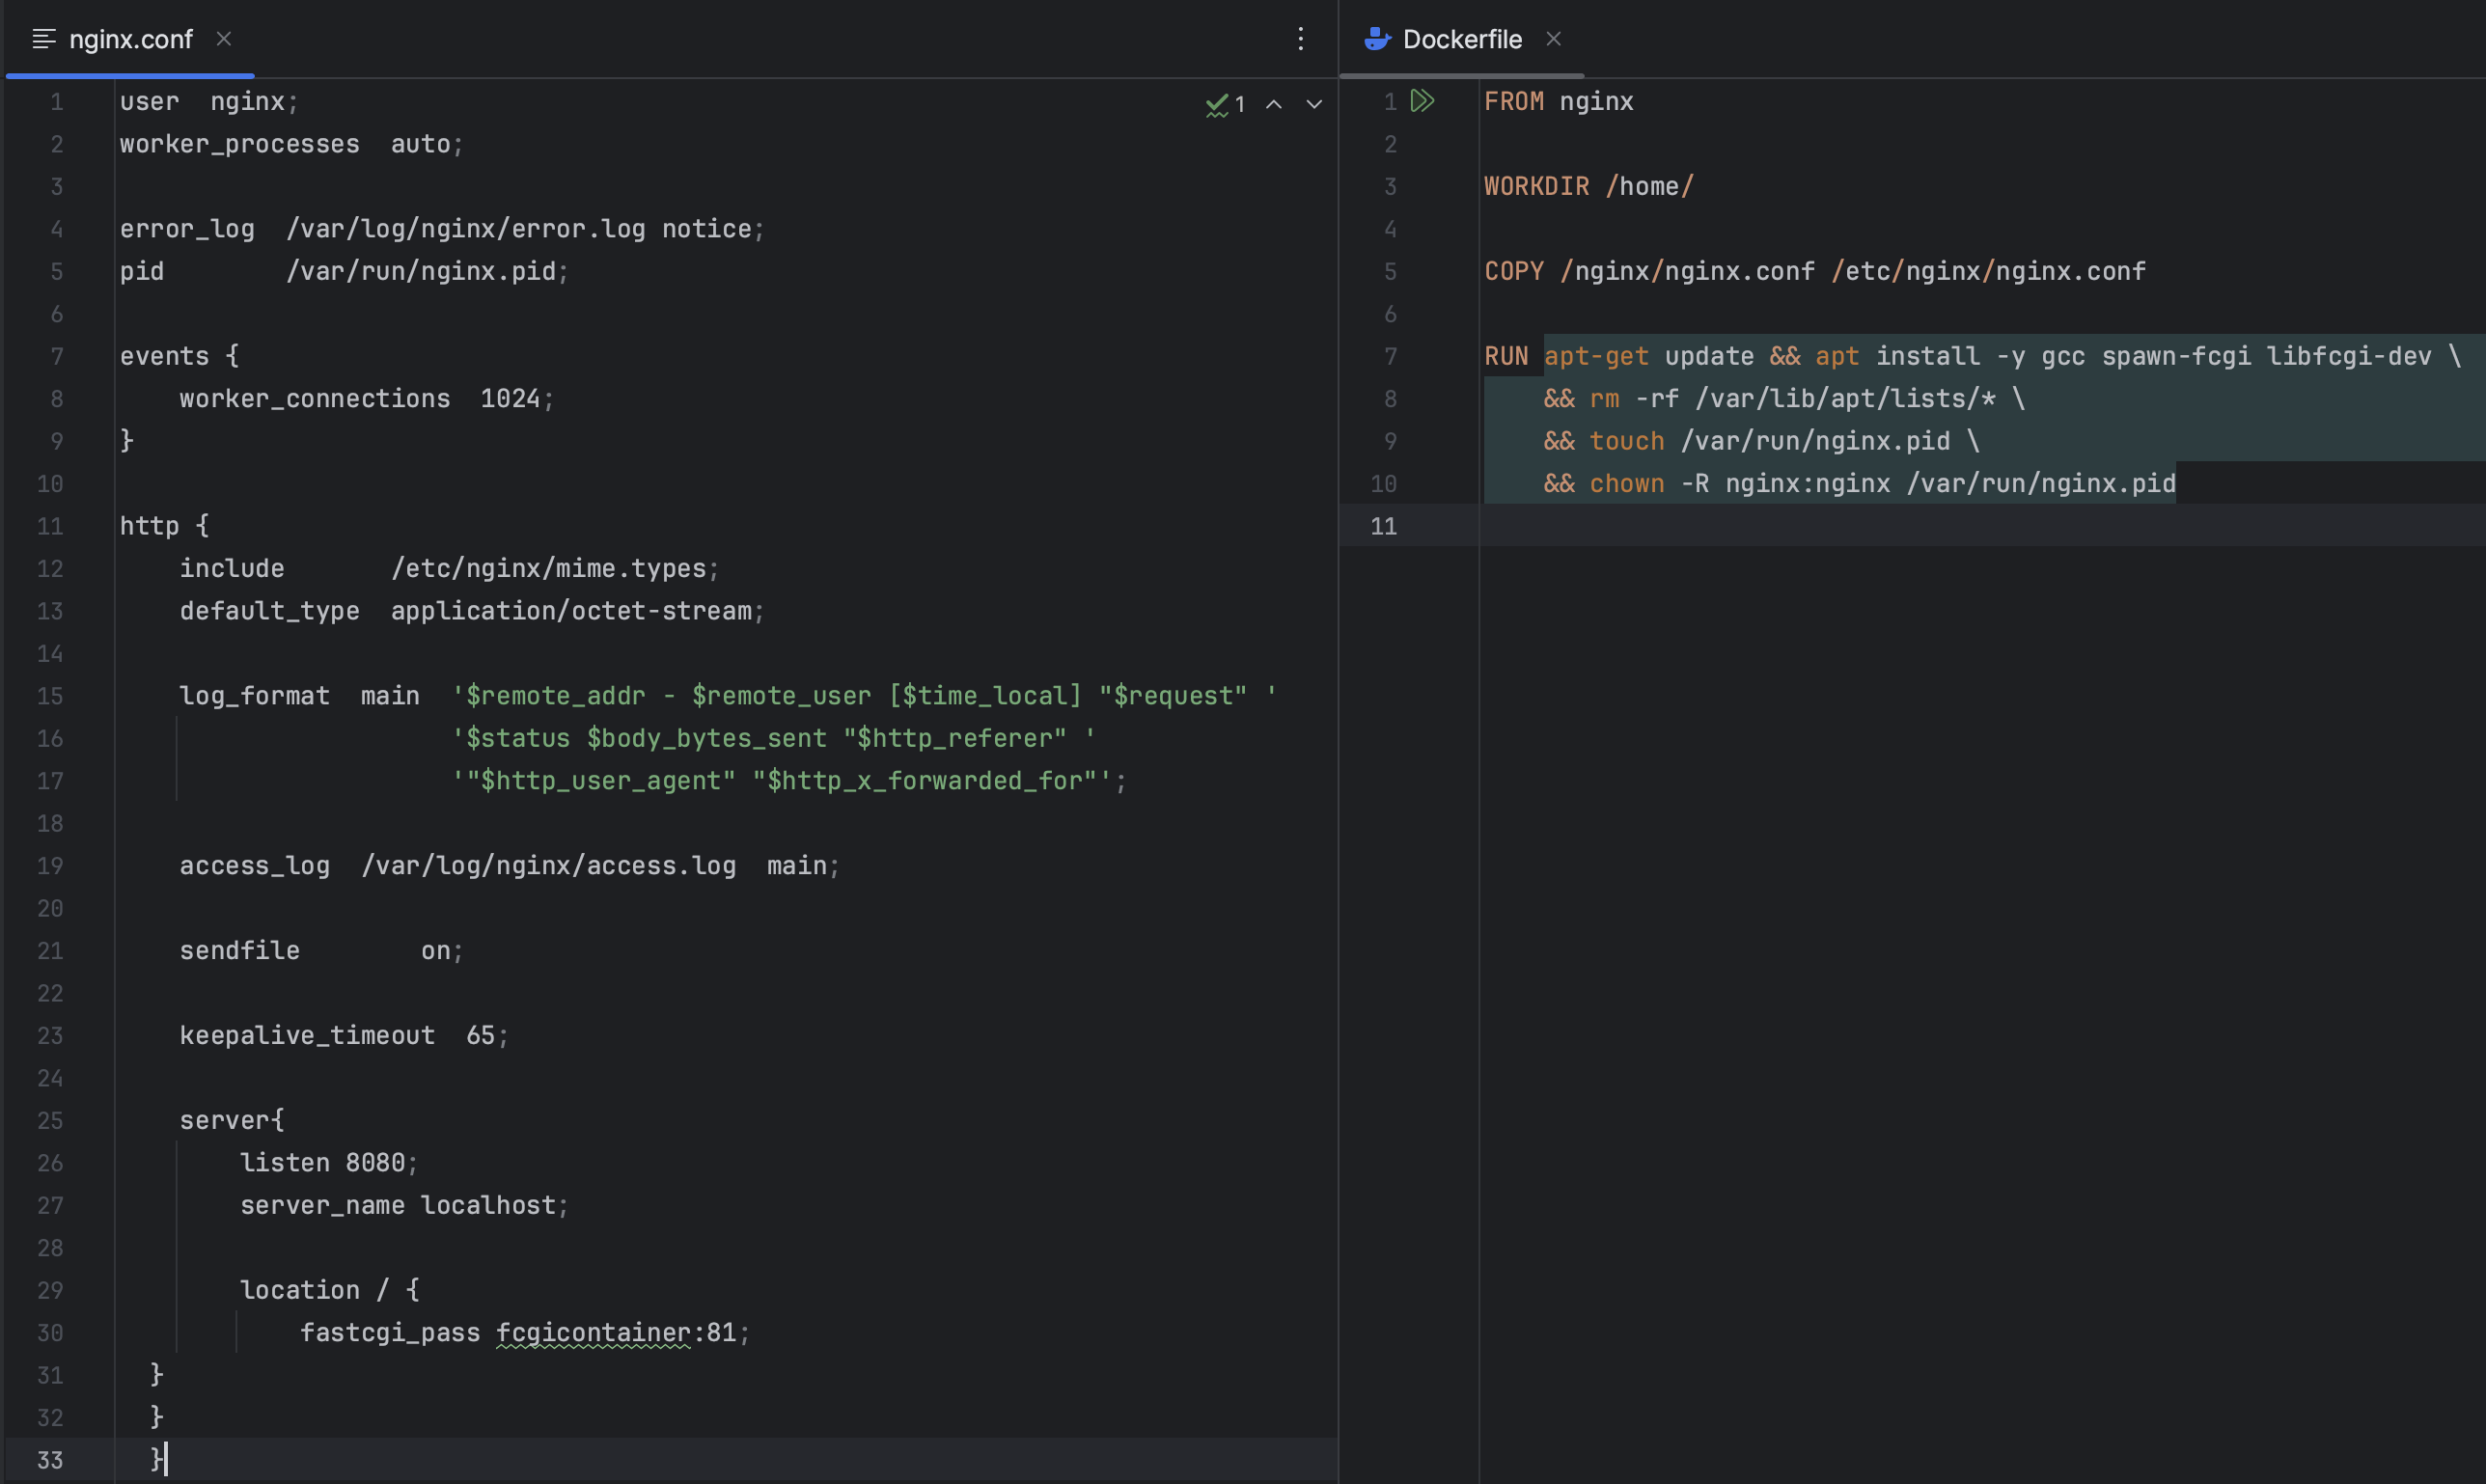 nginx.conf
1
1 user  nginx;
2 worker_processes  auto;
3
4 error_log  /var/log/nginx/error.log notice;
5 pid        /var/run/nginx.pid;
6
7 events {
8     worker_connections  1024;
9 }
10
11 http {
12     include       /etc/nginx/mime.types;
13     default_type  application/octet-stream;
14
15     log_format  main  '$remote_addr - $remote_user [$time_local] "$request" '
16                       '$status $body_bytes_sent "$http_referer" '
17                       '"$http_user_agent" "$http_x_forwarded_for"';
18
19     access_log  /var/log/nginx/access.log  main;
20
21     sendfile        on;
22
23     keepalive_timeout  65;
24
25     server{
26         listen 8080;
27         server_name localhost;
28
29         location / {
30             fastcgi_pass fcgicontainer:81;
31   }
32   }
33   }
Dockerfile
1 FROM nginx
2
3 WORKDIR /home/
4
5 COPY /nginx/nginx.conf /etc/nginx/nginx.conf
6
7 RUN apt-get update && apt install -y gcc spawn-fcgi libfcgi-dev \
8     && rm -rf /var/lib/apt/lists/* \
9     && touch /var/run/nginx.pid \
10     && chown -R nginx:nginx /var/run/nginx.pid
11